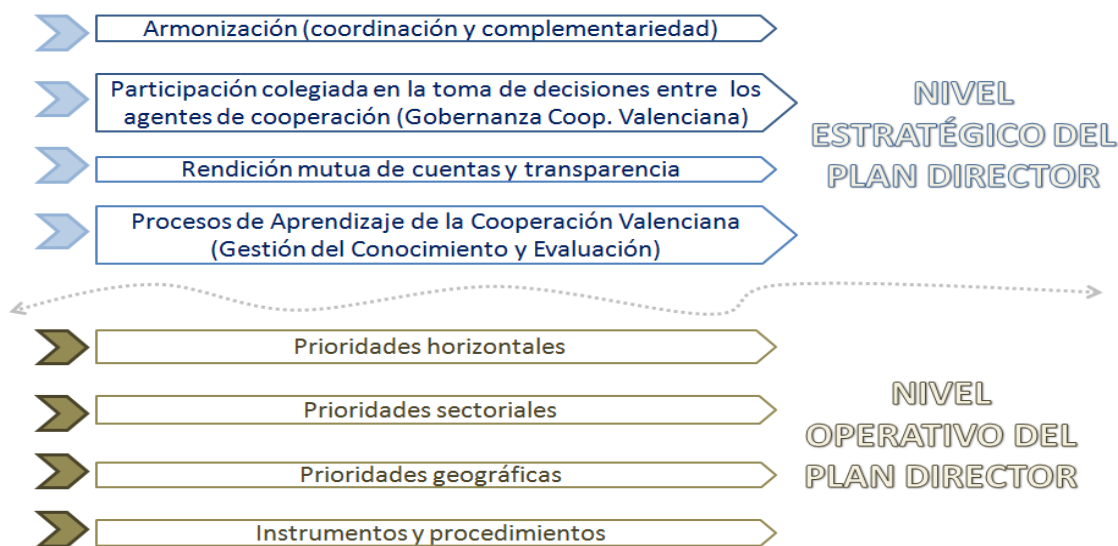 Armonización (coordinación y complementariedad)
Participación colegiada en la toma de decisiones entre los
agentes de cooperación (Gobernanza Coop. Valenciana)
Rendición mutua de cuentas y transparencia
Procesos de Aprendizaje de la Cooperación Valenciana
(Gestión del Conocimiento y Evaluación)
NIVEL
ESTRATÉGICO DEL
PLAN DIRECTOR
Prioridades horizontales
Prioridades sectoriales
Prioridades geográficas
Instrumentos y procedimientos
NIVEL
OPERATIVO DEL
PLAN DIRECTOR